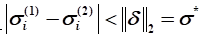 |σᵢ⁽¹⁾ − σᵢ⁽²⁾| < ‖δ‖₂ = σ*